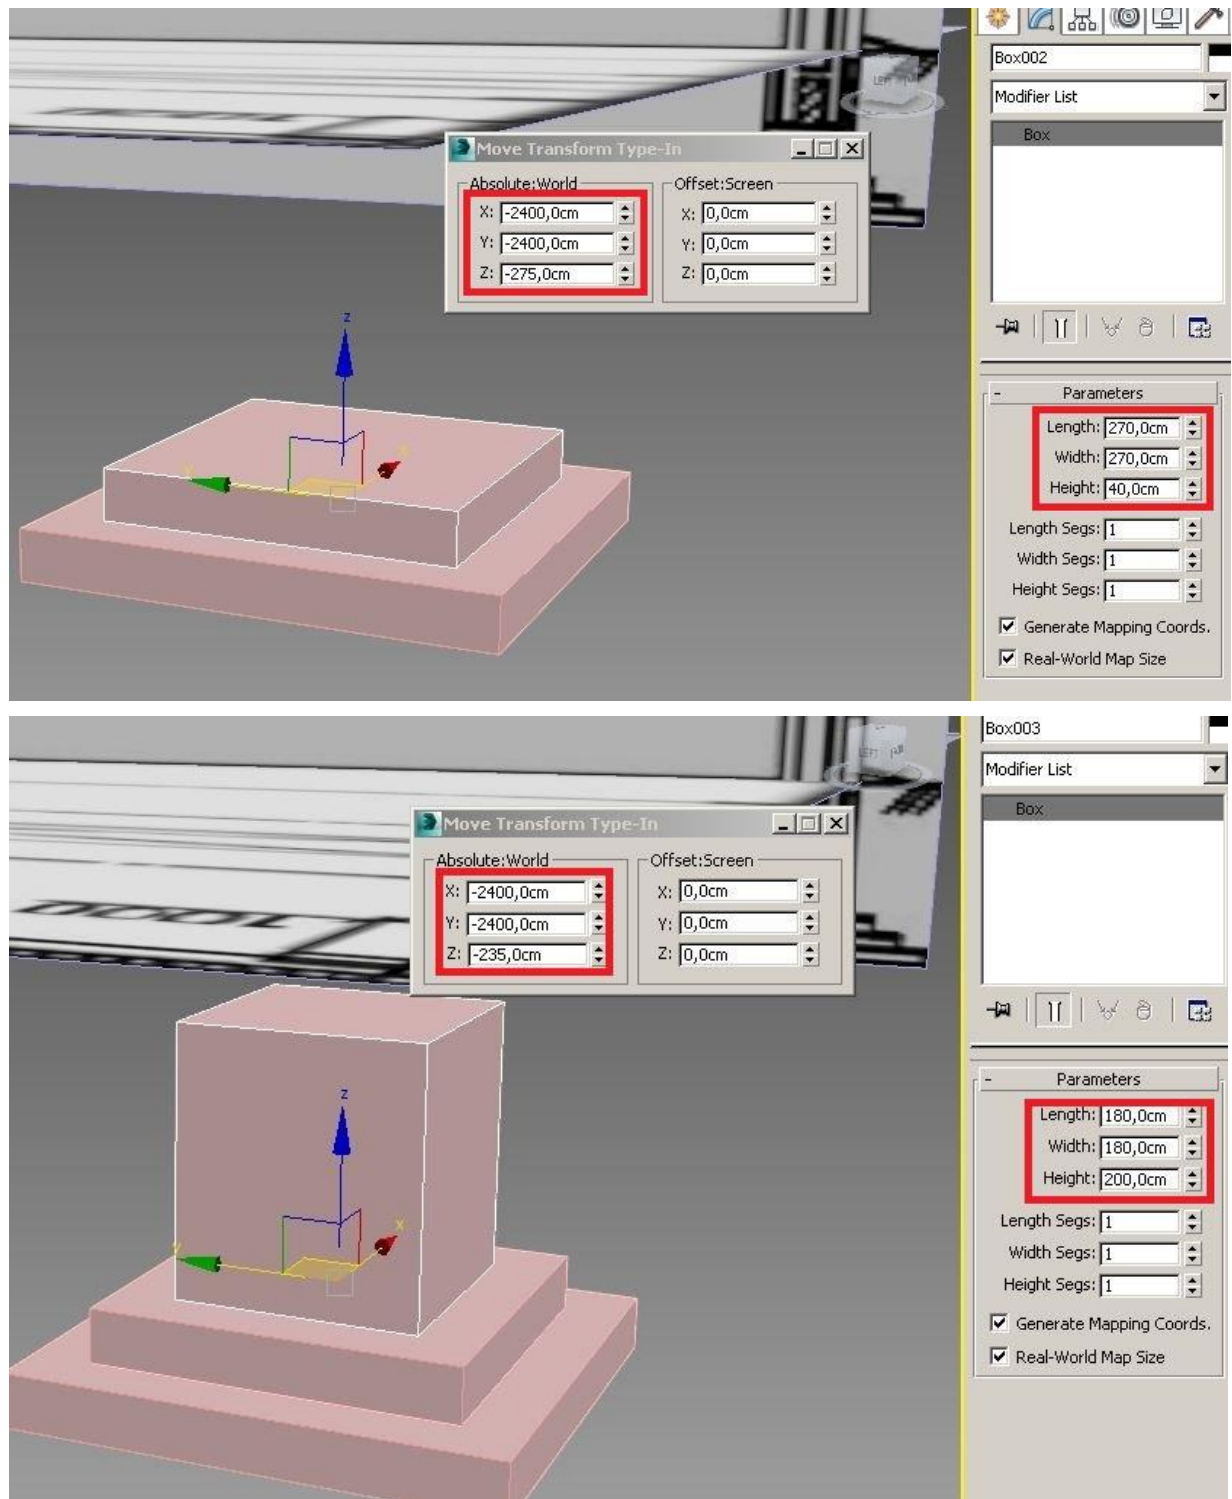 Box002
Modifier List
Box
Move Transform Type-In
Absolute:World
Offset:Screen
X: -2400,0cm
X: 0,0cm
Y: -2400,0cm
Y: 0,0cm
Z: -275,0cm
Z: 0,0cm
z
x
y
- Parameters
Length: 270,0cm
Width: 270,0cm
Height: 40,0cm
Length Segs: 1
Width Segs: 1
Height Segs: 1
Generate Mapping Coords.
Real-World Map Size
Box003
LEFT
Modifier List
Box
Move Transform Type-In
Absolute:World
Offset:Screen
X: -2400,0cm
X: 0,0cm
Y: -2400,0cm
Y: 0,0cm
Z: -235,0cm
Z: 0,0cm
z
x
y
- Parameters
Length: 180,0cm
Width: 180,0cm
Height: 200,0cm
Length Segs: 1
Width Segs: 1
Height Segs: 1
Generate Mapping Coords.
Real-World Map Size